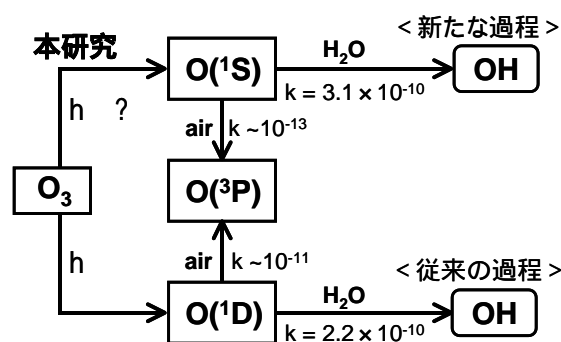 <新たな過程>
本研究
O(¹S)
H₂O
OH
k = 3.1 × 10⁻¹⁰
h ?
air k ~10⁻¹³
O₃
O(³P)
h
air k ~10⁻¹¹
<従来の過程>
O(¹D)
H₂O
OH
k = 2.2 × 10⁻¹⁰